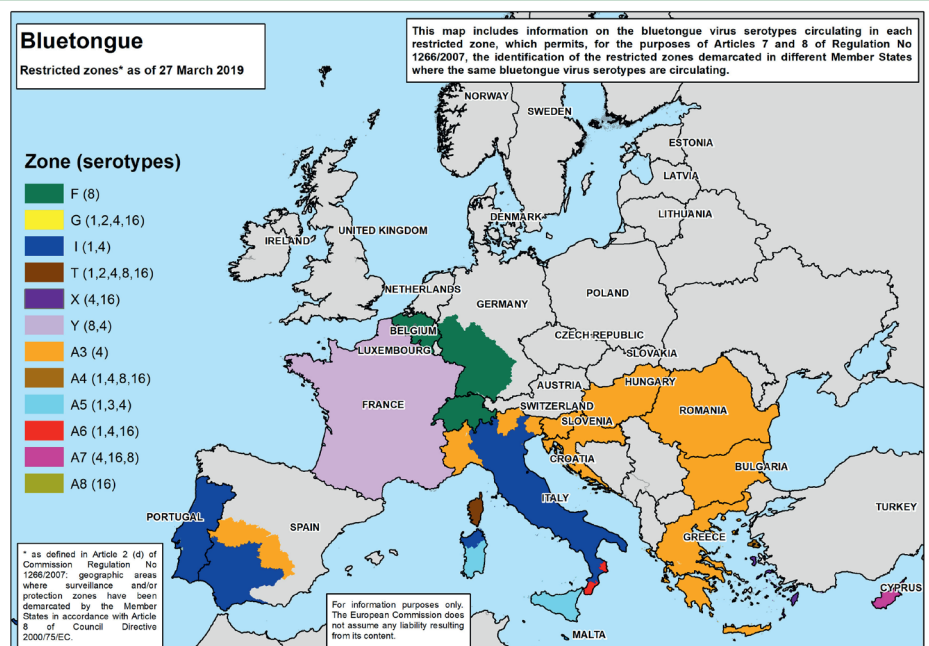 Bluetongue
Restricted zones* as of 27 March 2019
This map includes information on the bluetongue virus serotypes circulating in each
restricted zone, which permits, for the purposes of Articles 7 and 8 of Regulation No
1266/2007, the identification of the restricted zones demarcated in different Member States
where the same bluetongue virus serotypes are circulating.
Zone (serotypes)
F (8)
G (1,2,4,16)
I (1,4)
T (1,2,4,8,16)
X (4,16)
Y (8,4)
A3 (4)
A4 (1,4,8,16)
A5 (1,3,4)
A6 (1,4,16)
A7 (4,16,8)
A8 (16)
NORWAY
SWEDEN
ESTONIA
LATVIA
LITHUANIA
DENMARK
IRELAND
UNITED KINGDOM
NETHERLANDS
GERMANY
POLAND
BELGIUM
CZECH REPUBLIC
LUXEMBOURG
SLOVAKIA
AUSTRIA
HUNGARY
FRANCE
SWITZERLAND
ROMANIA
SLOVENIA
CROATIA
BULGARIA
ITALY
PORTUGAL
SPAIN
TURKEY
GREECE
CYPRUS
MALTA
* as defined in Article 2 (d) of
Commission Regulation No
1266/2007: geographic areas
where surveillance and/or
protection zones have been
demarcated by the Member
States in accordance with Article
8 of Council Directive
2000/75/EC.
For information purposes only.
The European Commission does
not assume any liability resulting
from its content.